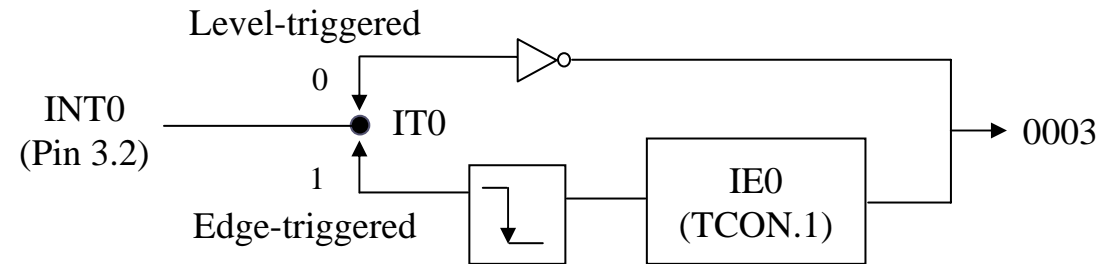 Level-triggered
0
INT0
(Pin 3.2)
IT0
0003
1
IE0
(TCON.1)
Edge-triggered